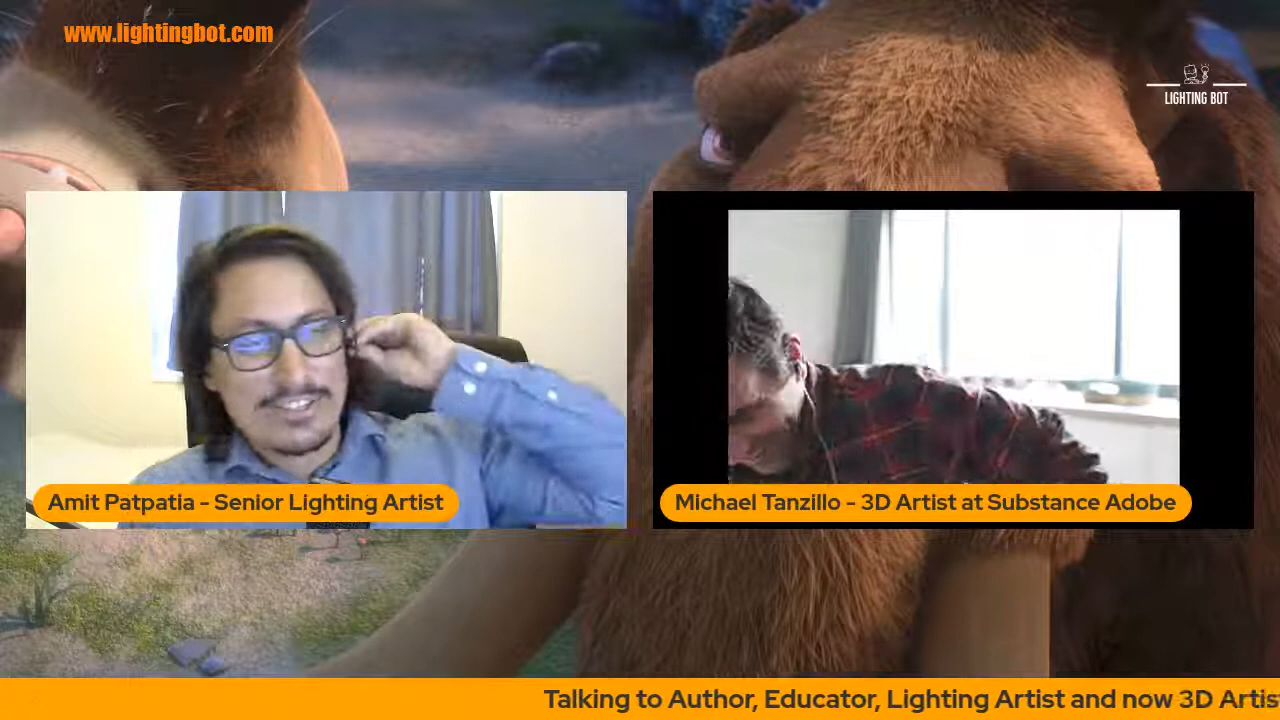 www.lightingbot.com
LIGHTING BOT
Amit Patpatia - Senior Lighting Artist
Michael Tanzillo - 3D Artist at Substance Adobe
Talking to Author, Educator, Lighting Artist and now 3D Artis